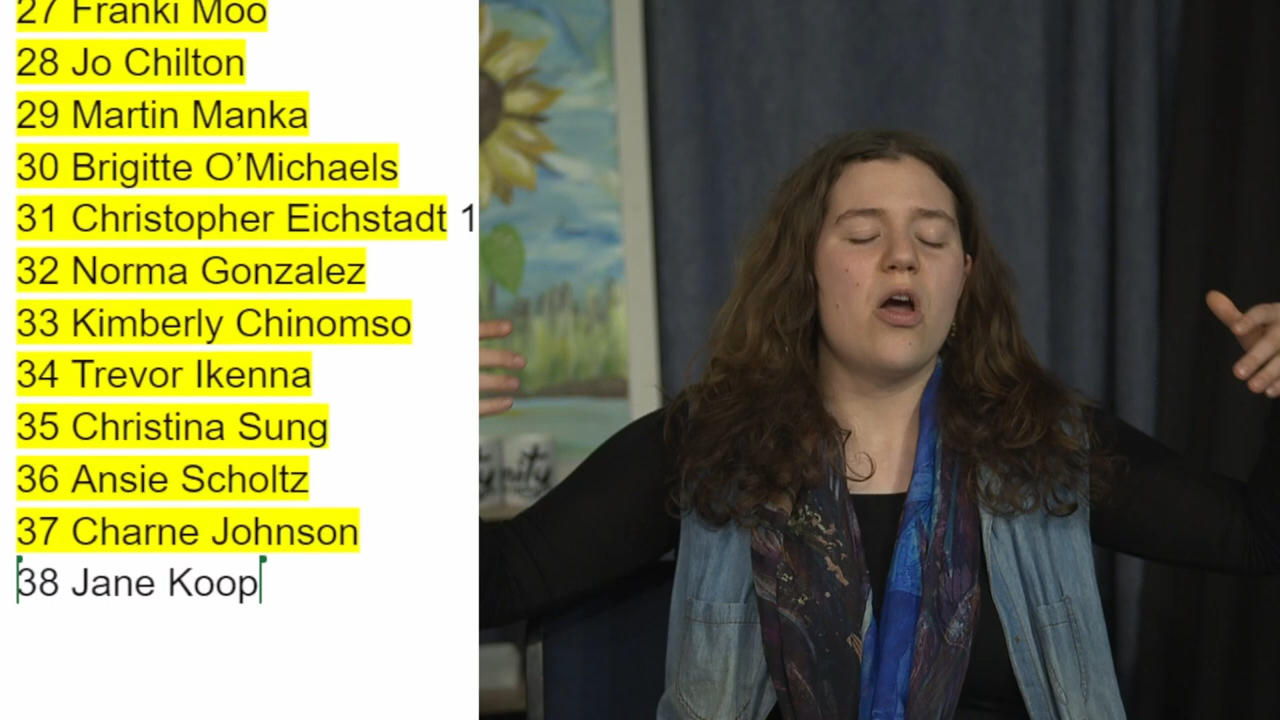 27 Franki Moo
28 Jo Chilton
29 Martin Manka
30 Brigitte O’Michaels
31 Christopher Eichstadt 1
32 Norma Gonzalez
33 Kimberly Chinomso
34 Trevor Ikenna
35 Christina Sung
36 Ansie Scholtz
37 Charne Johnson
38 Jane Koop